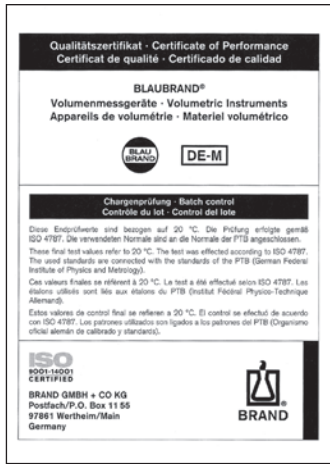 Qualitätszertifikat · Certificate of Performance
Certificat de qualité · Certificado de calidad
BLAUBRAND®
Volumenmessgeräte · Volumetric Instruments
Appareils de volumétrie · Materiel volumétrico
BLAU
BRAND
DE-M
Chargenprüfung · Batch control
Contrôle du lot · Control del lote
Diese Endprüfwerte sind bezogen auf 20 °C. Die Prüfung erfolgte gemäß
ISO 4787. Die verwendeten Normale sind an die Normale der PTB angeschlossen.
These final test values refer to 20 °C. The test was effected according to ISO 4787.
The used standards are connected with the standards of the PTB (German Federal
Institute of Physics and Metrology).
Ces valeurs finales se réfèrent à 20 °C. Le test a été effectué selon ISO 4787. Les
étalons utilisés sont liés aux étalons du PTB (Institut Fédéral Physico-Technique
Allemand).
Estos valores de control final se refieren a 20 °C. El control se efectuó de acuerdo
con ISO 4787. Los patrones utilizados son ligados a los patrones del PTB (Organismo
oficial alemán de calibrado y standards).
ISO
9001·14001
CERTIFIED
BRAND GMBH + CO KG
Postfach/P.O. Box 11 55
97861 Wertheim/Main
Germany
BRAND